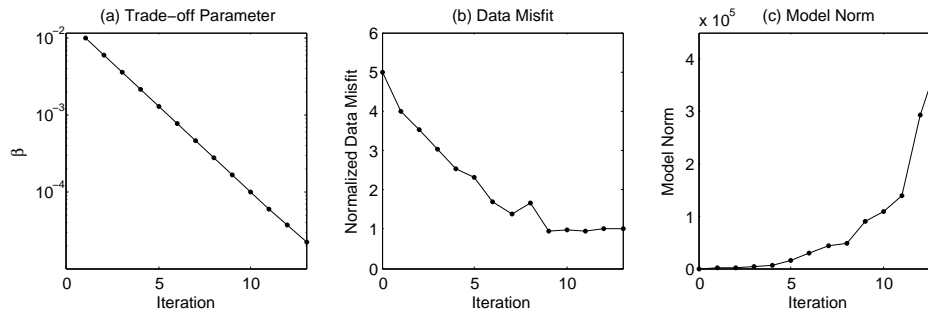 (a) Trade−off Parameter
10−2
10−3
10−4
β
0
5
10
Iteration
(b) Data Misfit
6
5
4
3
2
1
0
Normalized Data Misfit
0
5
10
Iteration
(c) Model Norm
x 10^5
4
3
2
1
0
Model Norm
0
5
10
Iteration